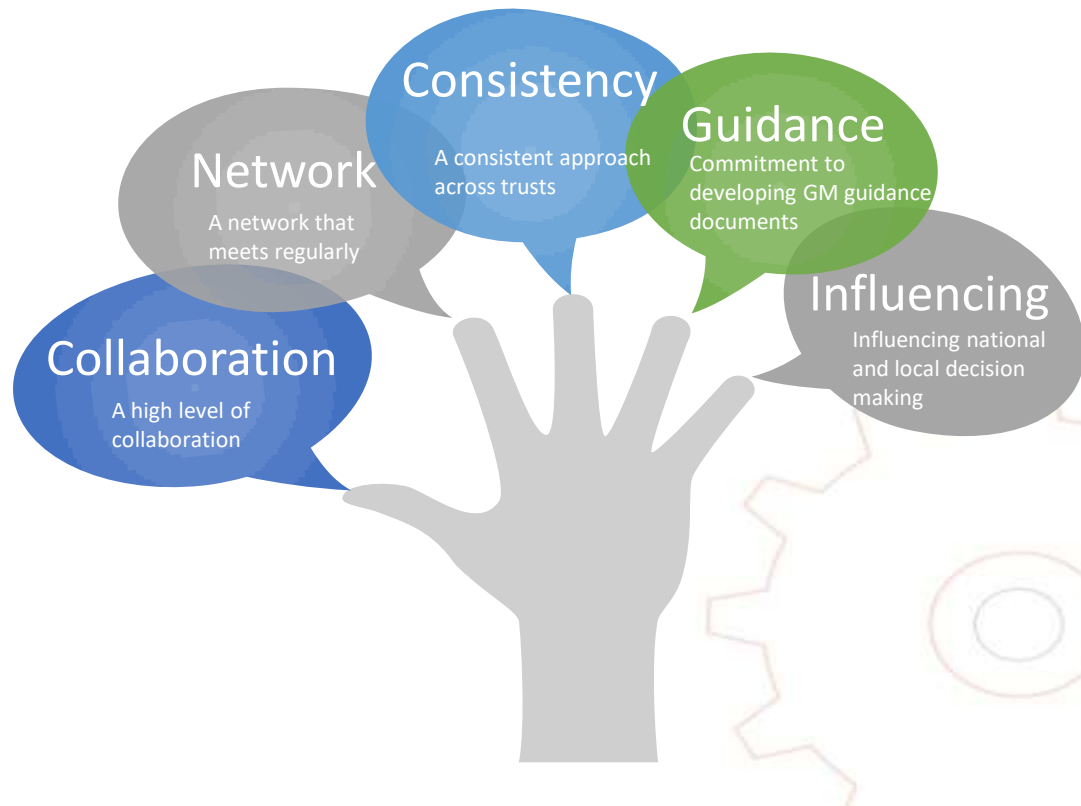 Collaboration
A high level of
collaboration
Network
A network that
meets regularly
Consistency
A consistent approach
across trusts
Guidance
Commitment to
developing GM guidance
documents
Influencing
Influencing national
and local decision
making